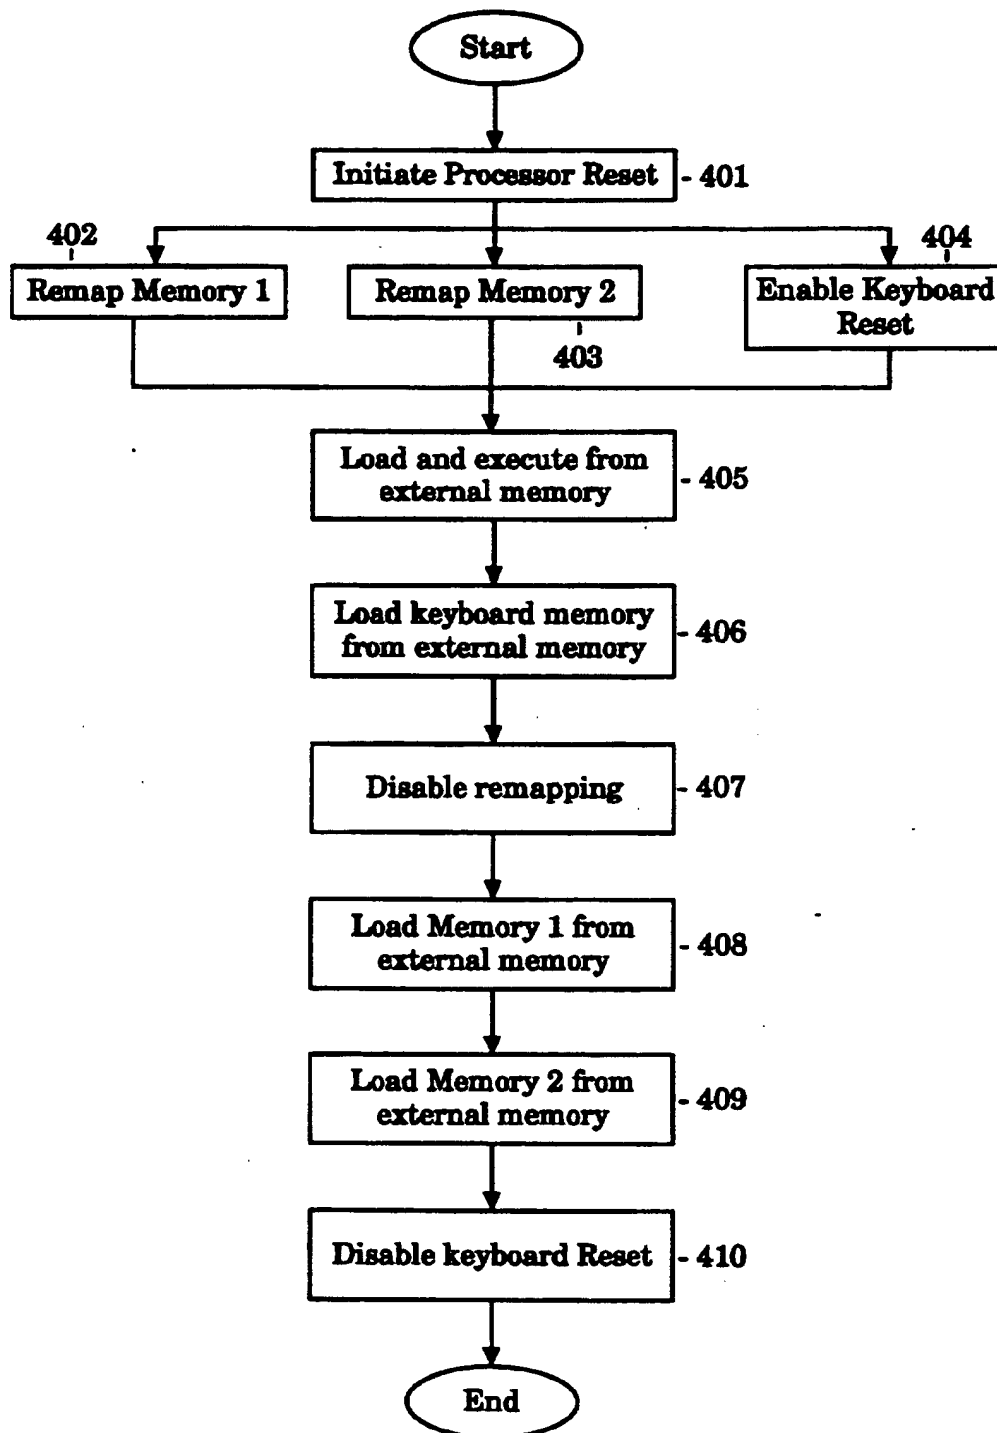 Start
Initiate Processor Reset - 401
402
404
Remap Memory 1
Remap Memory 2
Enable Keyboard
Reset
403
Load and execute from
external memory
- 405
Load keyboard memory
from external memory
- 406
Disable remapping - 407
Load Memory 1 from
external memory
- 408
Load Memory 2 from
external memory
- 409
Disable keyboard Reset - 410
End